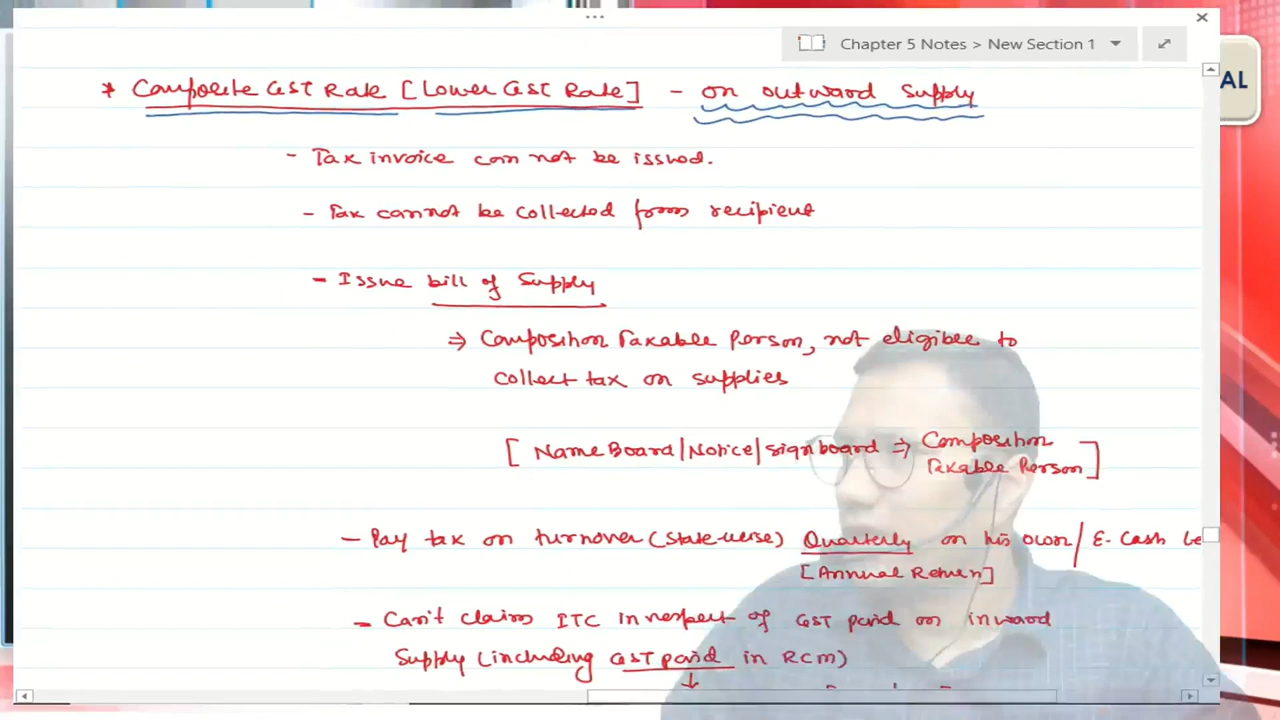 Chapter 5 Notes > New Section 1
AL
* Composite GST Rate [Lower GST Rate] - on outward supply
- Tax invoice can not be issued.
- Tax cannot be collected from recipient
- Issue bill of supply
⇒ Composition Taxable Person, not eligible to
collect tax on supplies
[ Name Board/Notice/sign board ⇒ Composition
Taxable Person ]
- Pay tax on turnover (state-wise) Quarterly on his own / E-Cash le
[Annual Return]
- Can't claim ITC in respect of GST paid on inward
Supply (including GST paid in RCM)